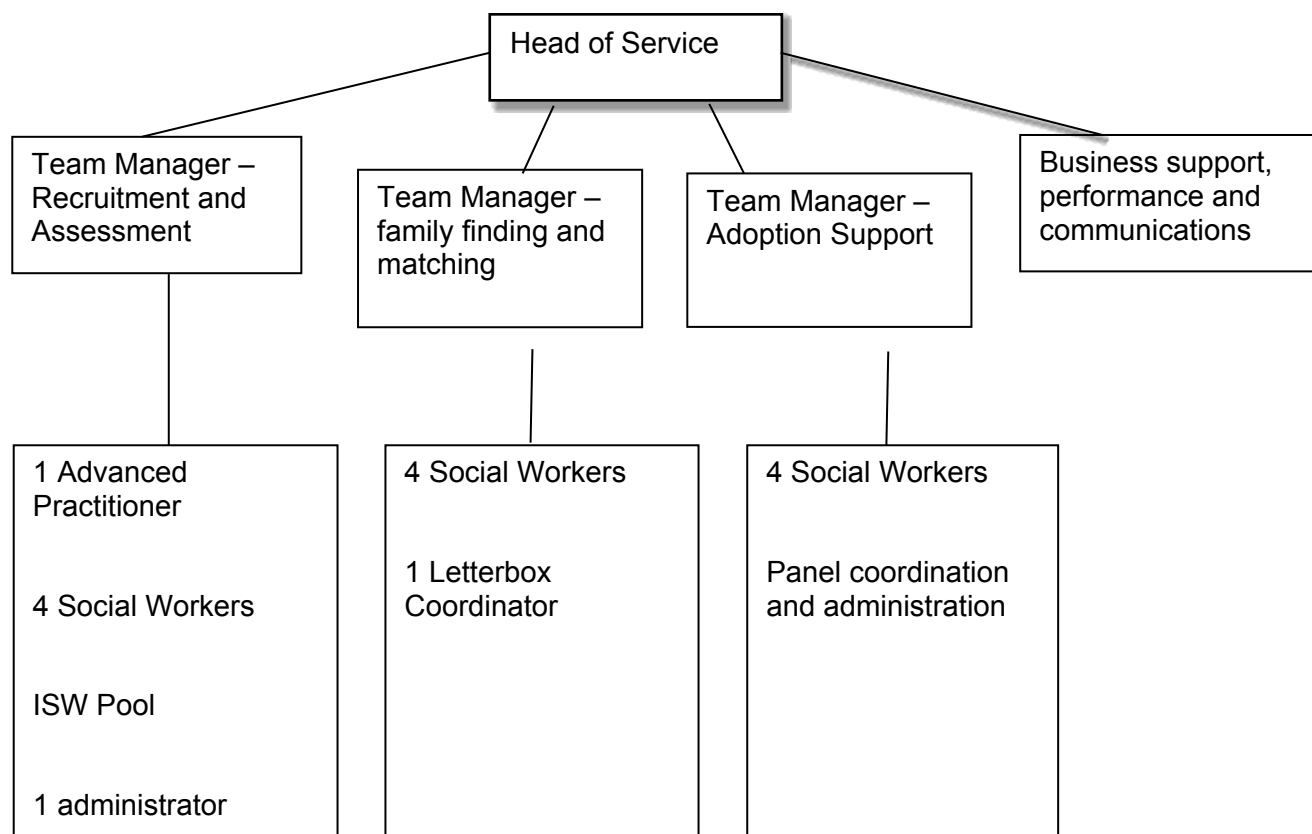 Head of Service
Team Manager –
Recruitment and
Assessment
Team Manager –
family finding and
matching
Team Manager –
Adoption Support
Business support,
performance and
communications
1 Advanced
Practitioner
4 Social Workers
ISW Pool
1 administrator
4 Social Workers
1 Letterbox
Coordinator
4 Social Workers
Panel coordination
and administration